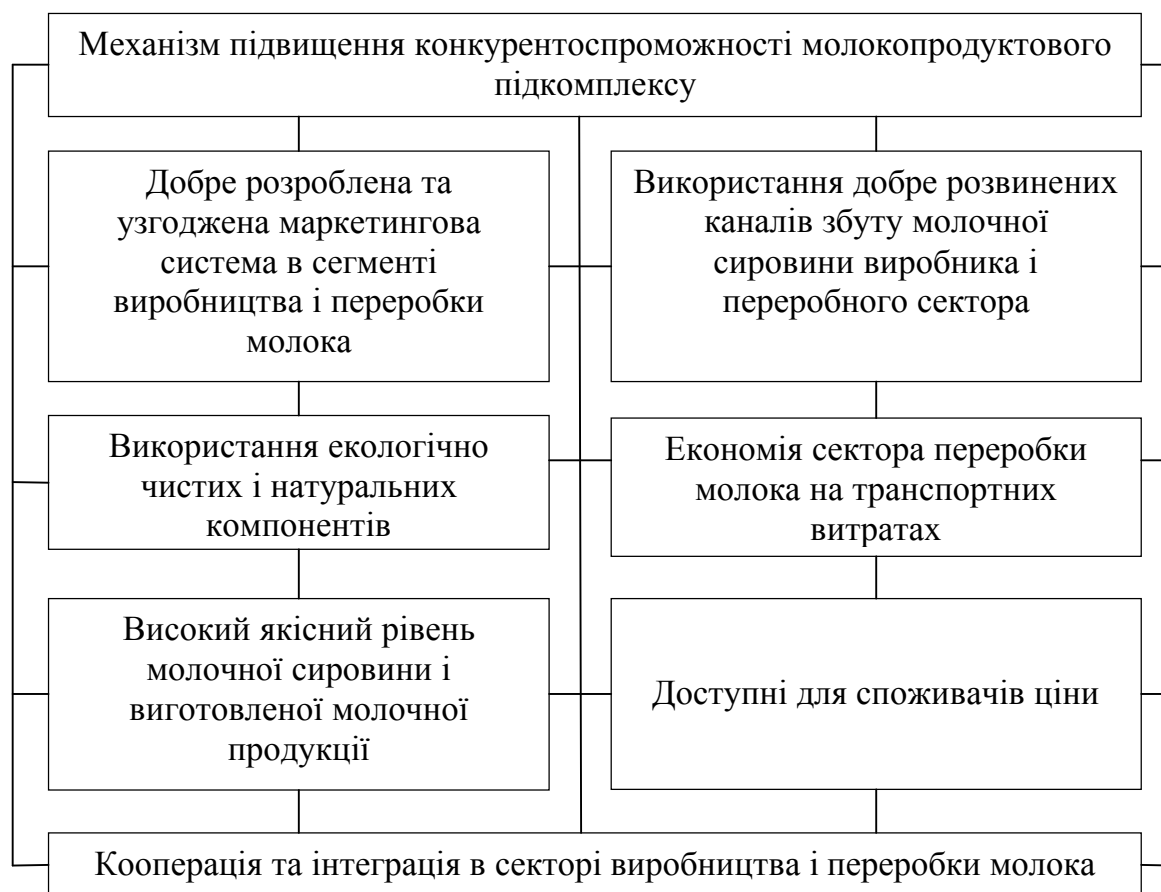 Механізм підвищення конкурентоспроможності молокопродуктового
підкомплексу
Добре розроблена та
узгоджена маркетингова
система в сегменті
виробництва і переробки
молока
Використання добре розвинених
каналів збуту молочної
сировини виробника і
переробного сектора
Використання екологічно
чистих і натуральних
компонентів
Економія сектора переробки
молока на транспортних
витратах
Високий якісний рівень
молочної сировини і
виготовленої молочної
продукції
Доступні для споживачів ціни
Кооперація та інтеграція в секторі виробництва і переробки молока